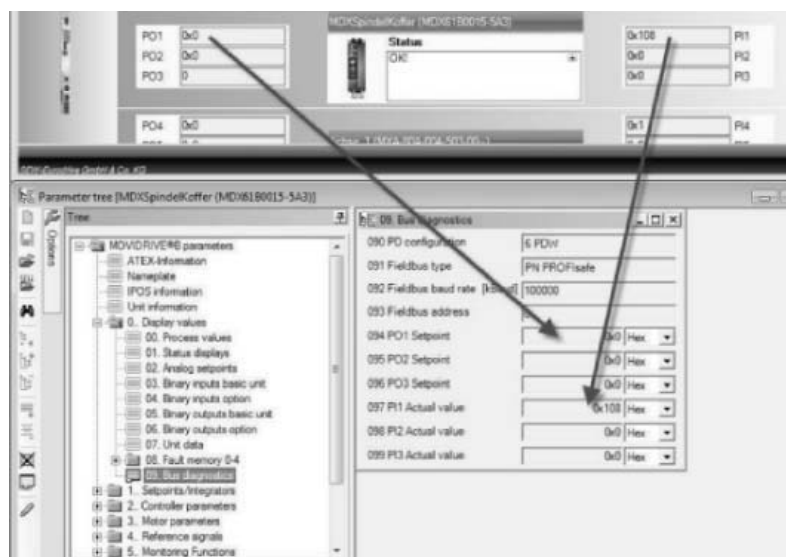 MDXSpindelKoffer (MDX61B0015-5A3)
PO1 0x0
Status
0x108 PI1
PO2 0x0
OK!
0x0 PI2
PO3 0
0x0 PI3
PO4 0x0
0x1 PI4
Parameter tree [MDXSpindelKoffer (MDX61B0015-5A3)]
Options
Tree
MOVIDRIVE®B parameters
ATEX-Information
Nameplate
IPOS information
Unit information
0.. Display values
00. Process values
01. Status displays
02. Analog setpoints
03. Binary inputs basic unit
04. Binary inputs option
05. Binary outputs basic unit
06. Binary outputs option
07. Unit data
08. Fault memory 0-4
09. Bus diagnostics
1.. Setpoints/Integrators
2.. Controller parameters
3.. Motor parameters
4.. Reference signals
5.. Monitoring Functions
09. Bus diagnostics
090 PD configuration 6 PDW
091 Fieldbus type PN PROFIsafe
092 Fieldbus baud rate [kbaud] 100000
093 Fieldbus address
094 PO1 Setpoint 0x0 Hex
095 PO2 Setpoint 0x0 Hex
096 PO3 Setpoint 0x0 Hex
097 PI1 Actual value 0x108 Hex
098 PI2 Actual value 0x0 Hex
099 PI3 Actual value 0x0 Hex